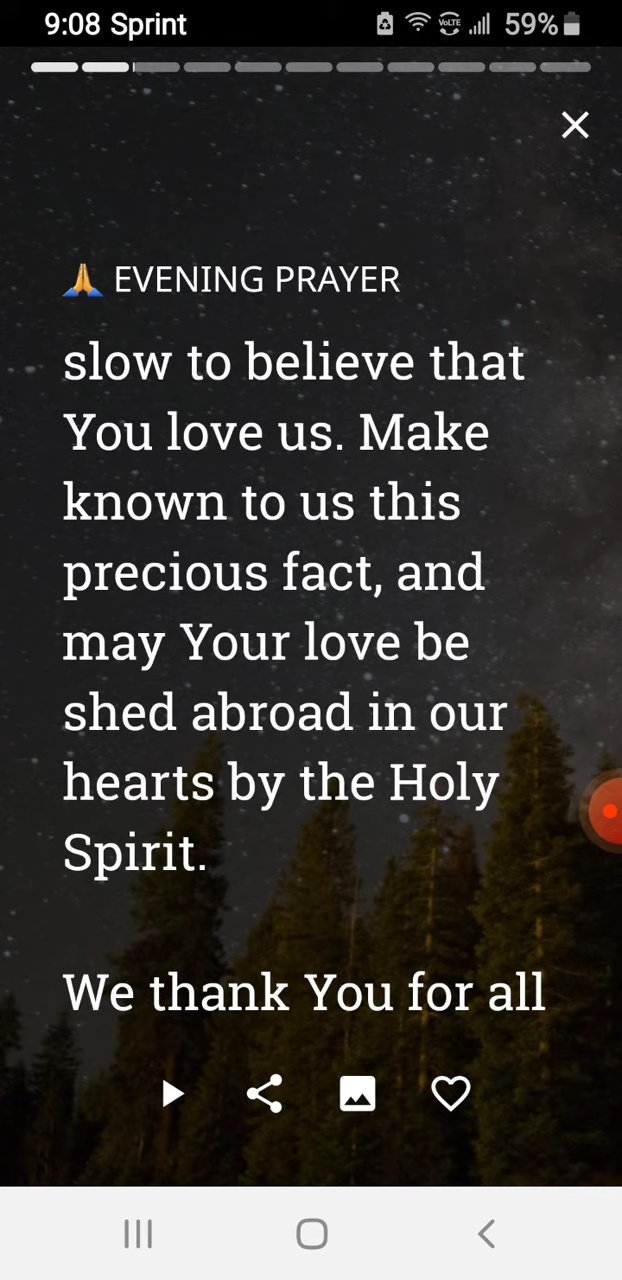 9:08 Sprint 59%
🙏 EVENING PRAYER
slow to believe that
You love us. Make
known to us this
precious fact, and
may Your love be
shed abroad in our
hearts by the Holy
Spirit.
We thank You for all